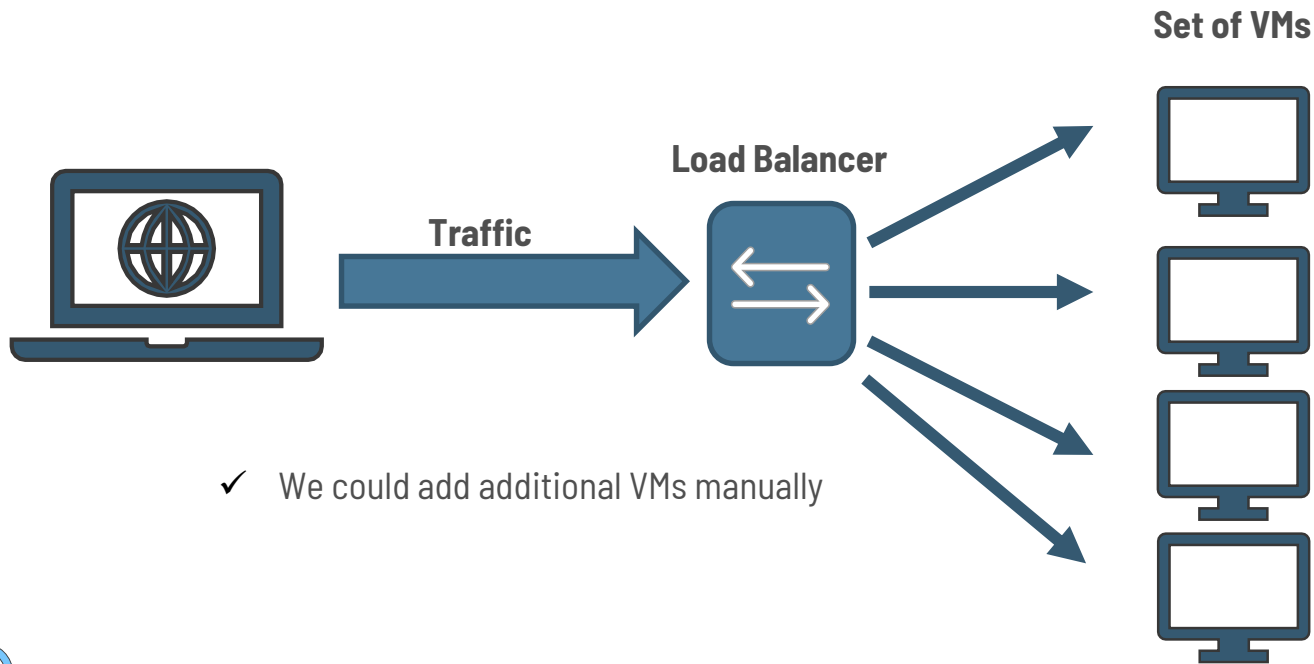 Set of VMs
Load Balancer
Traffic
✓ We could add additional VMs manually